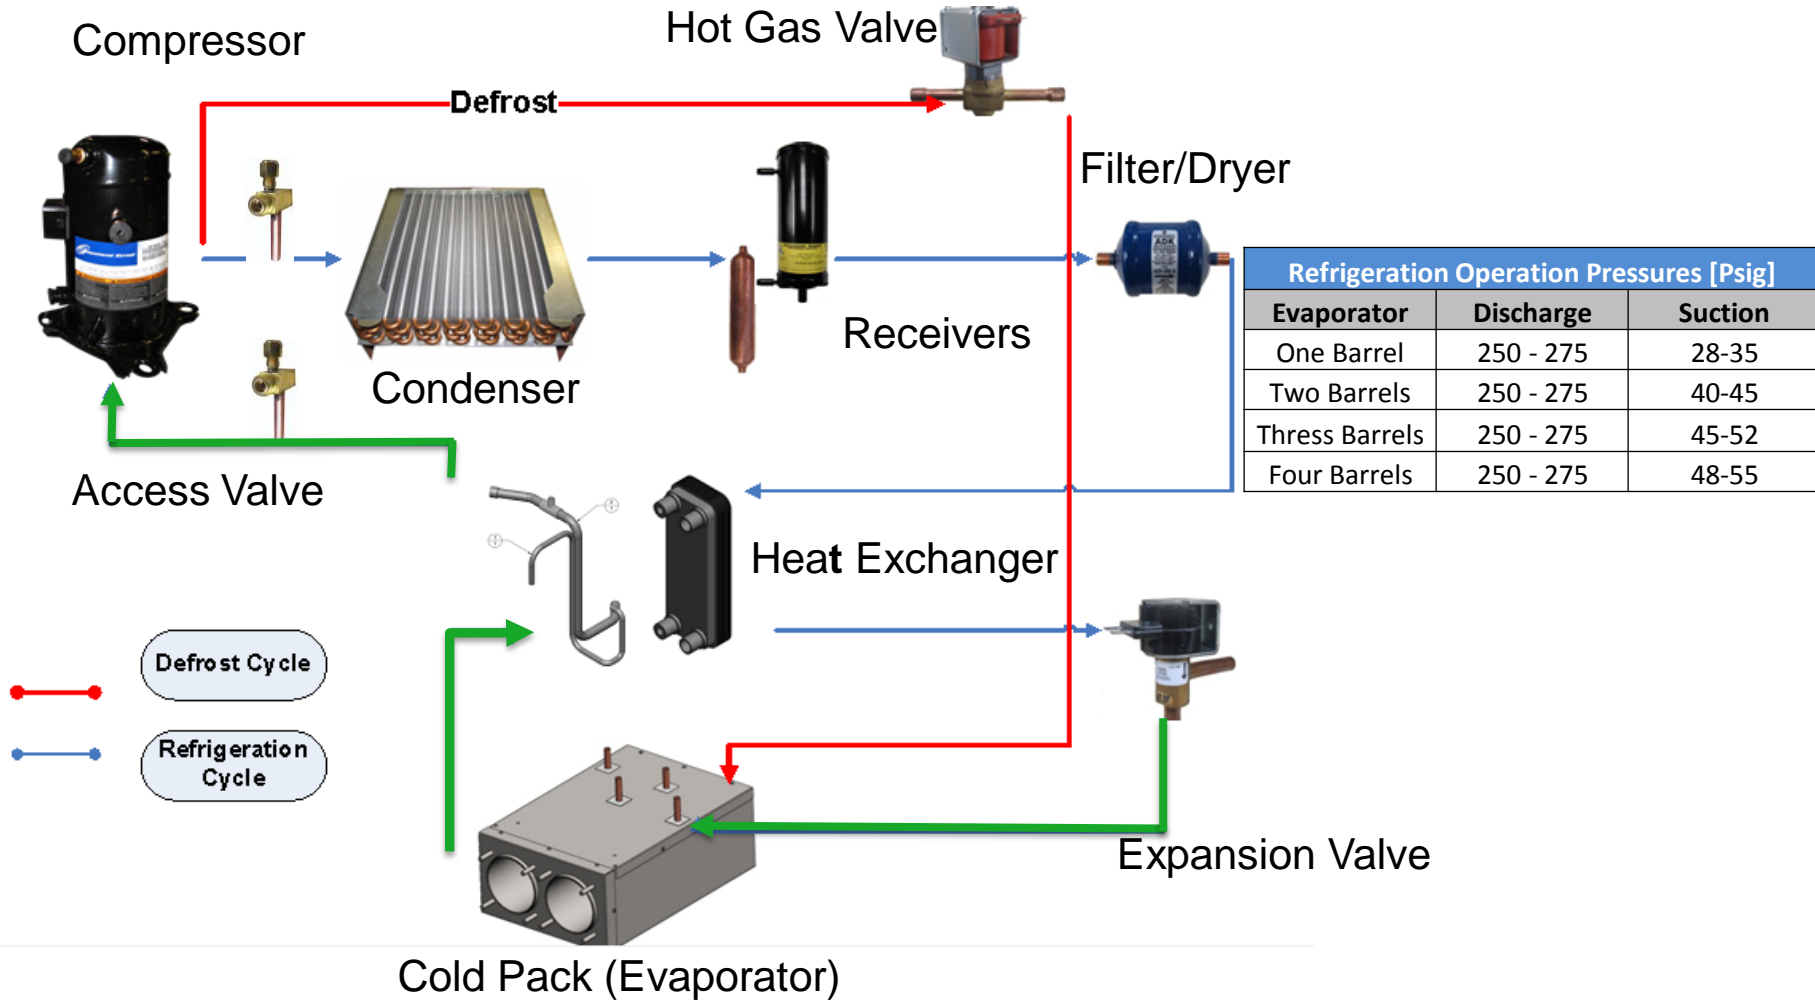 Compressor
Hot Gas Valve
Defrost
Filter/Dryer
Receivers
Condenser
Refrigeration Operation Pressures [Psig]
Evaporator Discharge Suction
One Barrel 250 - 275 28-35
Two Barrels 250 - 275 40-45
Thress Barrels 250 - 275 45-52
Four Barrels 250 - 275 48-55
Access Valve
Heat Exchanger
Defrost Cycle
Refrigeration
Cycle
Expansion Valve
Cold Pack (Evaporator)
ADK